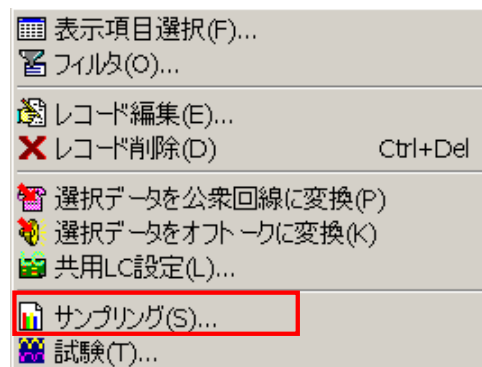 表示項目選択(F)...
フィルタ(O)...
レコード編集(E)...
レコード削除(D) Ctrl+Del
選択データを公衆回線に変換(P)
選択データをオフトークに変換(K)
共用LC設定(L)...
サンプリング(S)...
試験(T)...